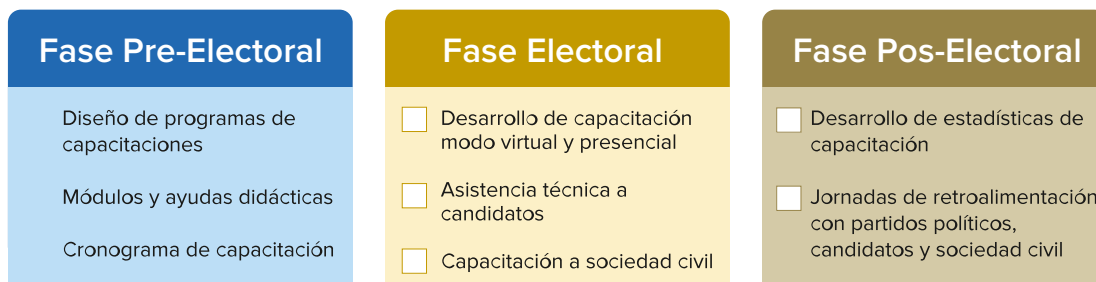 Fase Pre-Electoral
Diseño de programas de
capacitaciones
Módulos y ayudas didácticas
Cronograma de capacitación
Fase Electoral
Desarrollo de capacitación
modo virtual y presencial
Asistencia técnica a
candidatos
Capacitación a sociedad civil
Fase Pos-Electoral
Desarrollo de estadísticas de
capacitación
Jornadas de retroalimentación
con partidos políticos,
candidatos y sociedad civil